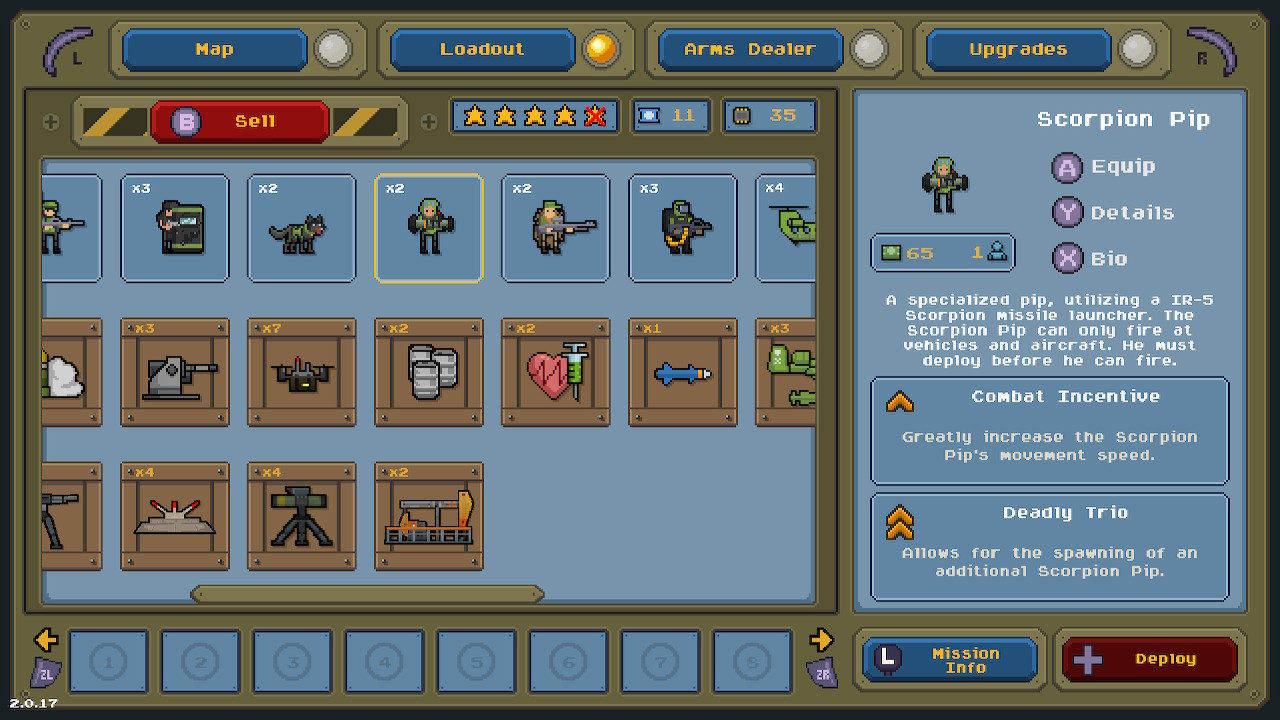 L
Map
Loadout
Arms Dealer
Upgrades
R
B Sell
11
35
x3
x2
x2
x2
x3
x4
x3
x7
x2
x2
x1
x3
x4
x4
x2
Scorpion Pip
A Equip
Y Details
X Bio
65 1
A specialized pip, utilizing a IR-5
Scorpion missile launcher. The
Scorpion Pip can only fire at
vehicles and aircraft. He must
deploy before he can fire.
Combat Incentive
Greatly increase the Scorpion
Pip's movement speed.
Deadly Trio
Allows for the spawning of an
additional Scorpion Pip.
ZL
1
2
3
4
5
6
7
8
ZR
L Mission
Info
Deploy
2.0.17